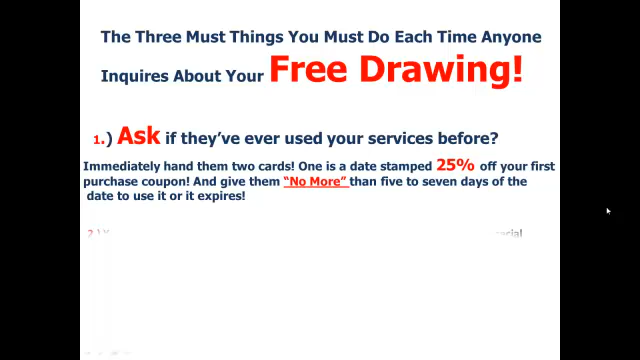 The Three Must Things You Must Do Each Time Anyone
Inquires About Your Free Drawing!
1.) Ask if they've ever used your services before?
Immediately hand them two cards! One is a date stamped 25% off your first
purchase coupon! And give them “No More” than five to seven days of the
date to use it or it expires!
2.)